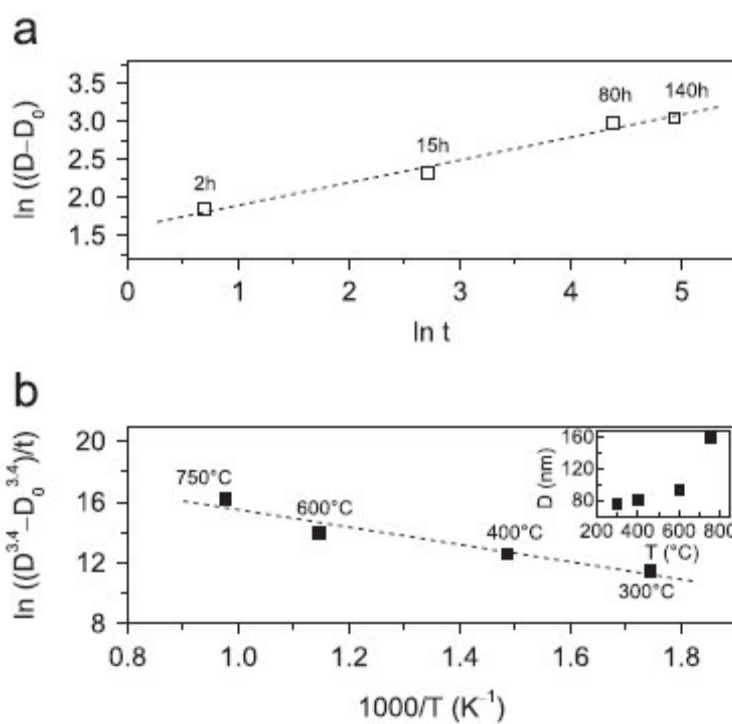 a
3.5
3.0
2.5
2.0
1.5
ln ((D–D₀)
2h
15h
80h
140h
0 1 2 3 4 5
ln t
b
20
16
12
8
ln ((D³·⁴–D₀³·⁴)/t)
750°C
600°C
400°C
300°C
160
120
80
D (nm)
200 400 600 800
T (°C)
0.8 1.0 1.2 1.4 1.6 1.8
1000/T (K⁻¹)